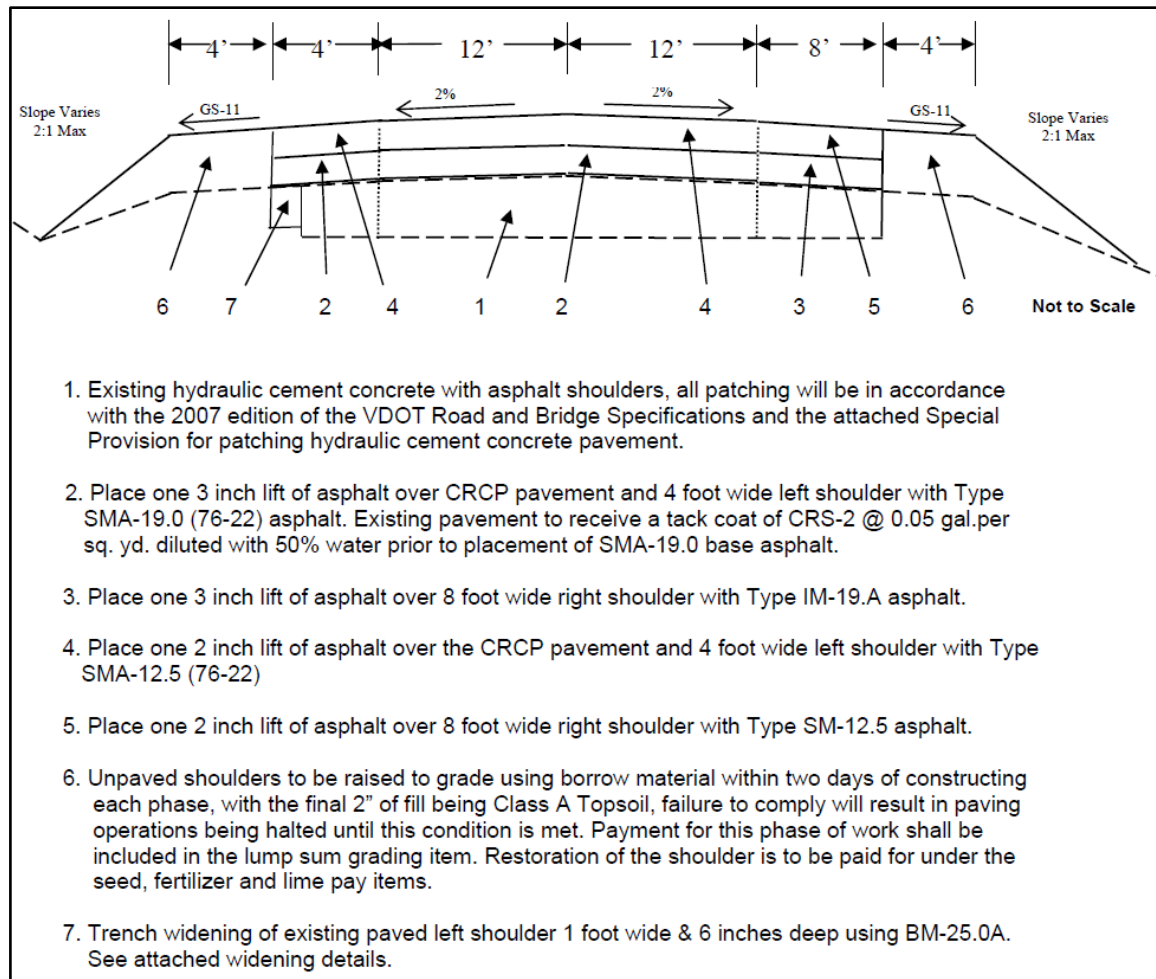 4’ 4’ 12’ 12’ 8’ 4’
2% 2%
Slope Varies
2:1 Max
GS-11
GS-11
Slope Varies
2:1 Max
6 7 2 4 1 2 4 3 5 6 Not to Scale
1. Existing hydraulic cement concrete with asphalt shoulders, all patching will be in accordance
with the 2007 edition of the VDOT Road and Bridge Specifications and the attached Special
Provision for patching hydraulic cement concrete pavement.
2. Place one 3 inch lift of asphalt over CRCP pavement and 4 foot wide left shoulder with Type
SMA-19.0 (76-22) asphalt. Existing pavement to receive a tack coat of CRS-2 @ 0.05 gal.per
sq. yd. diluted with 50% water prior to placement of SMA-19.0 base asphalt.
3. Place one 3 inch lift of asphalt over 8 foot wide right shoulder with Type IM-19.A asphalt.
4. Place one 2 inch lift of asphalt over the CRCP pavement and 4 foot wide left shoulder with Type
SMA-12.5 (76-22)
5. Place one 2 inch lift of asphalt over 8 foot wide right shoulder with Type SM-12.5 asphalt.
6. Unpaved shoulders to be raised to grade using borrow material within two days of constructing
each phase, with the final 2” of fill being Class A Topsoil, failure to comply will result in paving
operations being halted until this condition is met. Payment for this phase of work shall be
included in the lump sum grading item. Restoration of the shoulder is to be paid for under the
seed, fertilizer and lime pay items.
7. Trench widening of existing paved left shoulder 1 foot wide & 6 inches deep using BM-25.0A.
See attached widening details.